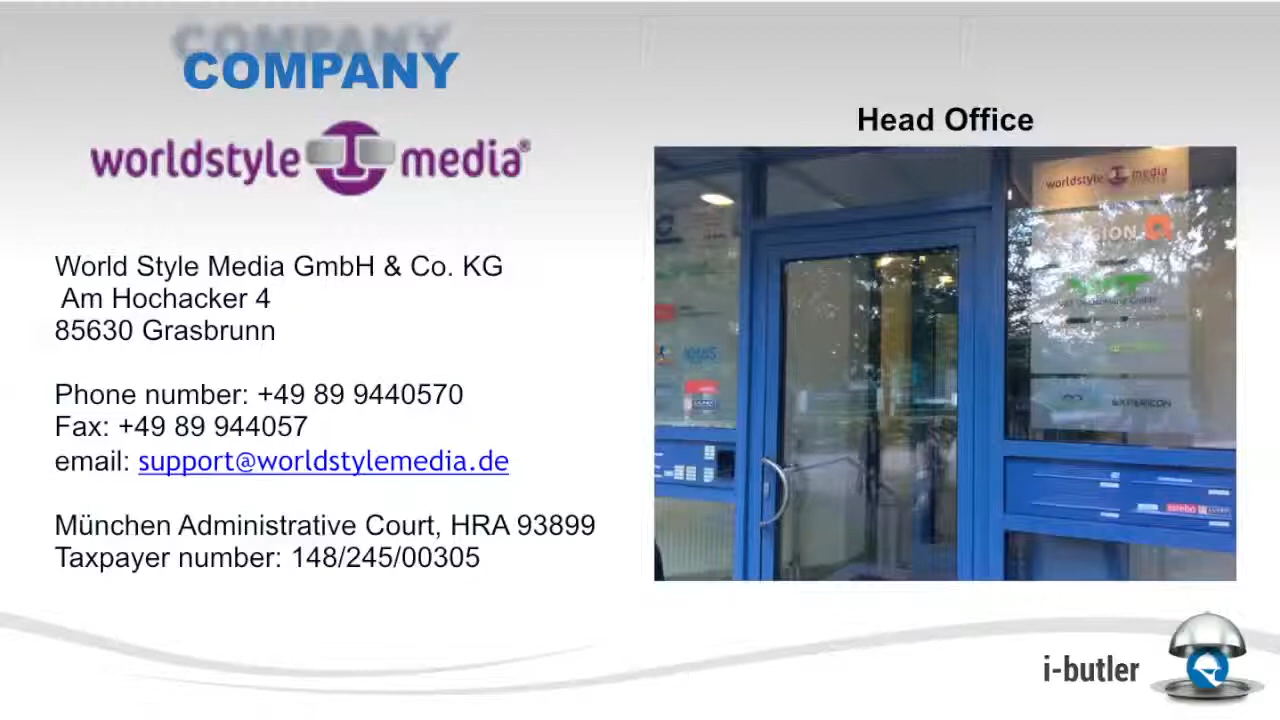 COMPANY
worldstyle media®
World Style Media GmbH & Co. KG
Am Hochacker 4
85630 Grasbrunn
Phone number: +49 89 9440570
Fax: +49 89 944057
email: support@worldstylemedia.de
München Administrative Court, HRA 93899
Taxpayer number: 148/245/00305
Head Office
worldstyle media
i-butler